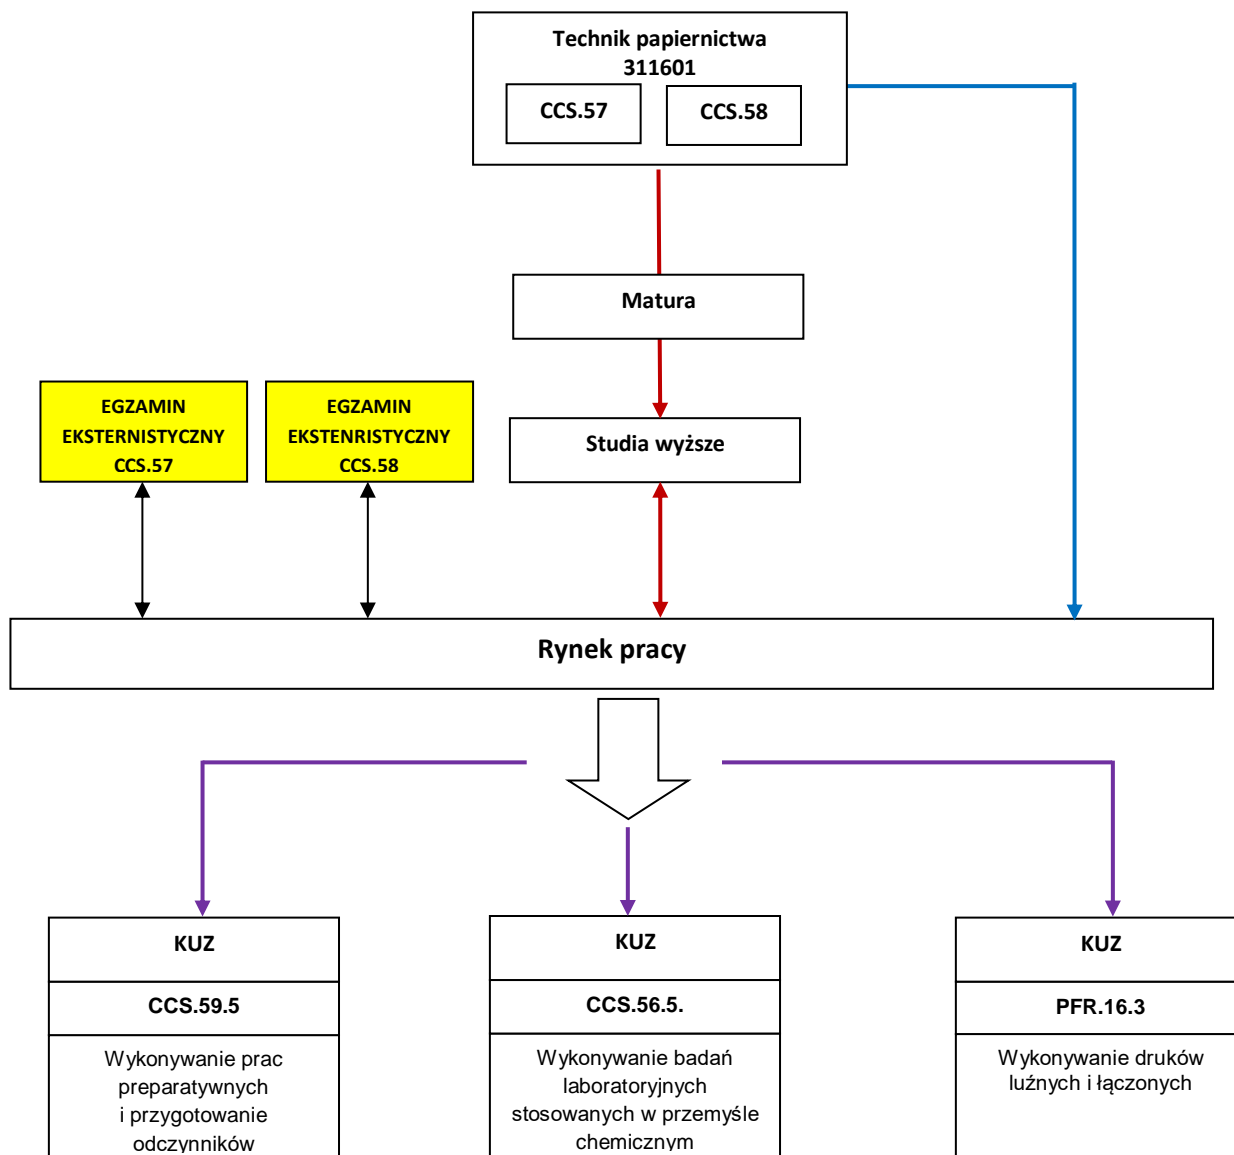 Technik papiernictwa
311601
CCS.57
CCS.58
Matura
EGZAMIN
EKSTERNISTYCZNY
CCS.57
EGZAMIN
EKSTENRISTYCZNY
CCS.58
Studia wyższe
Rynek pracy
KUZ
CCS.59.5
Wykonywanie prac
preparatywnych
i przygotowanie
odczynników
KUZ
CCS.56.5.
Wykonywanie badań
laboratoryjnych
stosowanych w przemyśle
chemicznym
KUZ
PFR.16.3
Wykonywanie druków
luźnych i łączonych